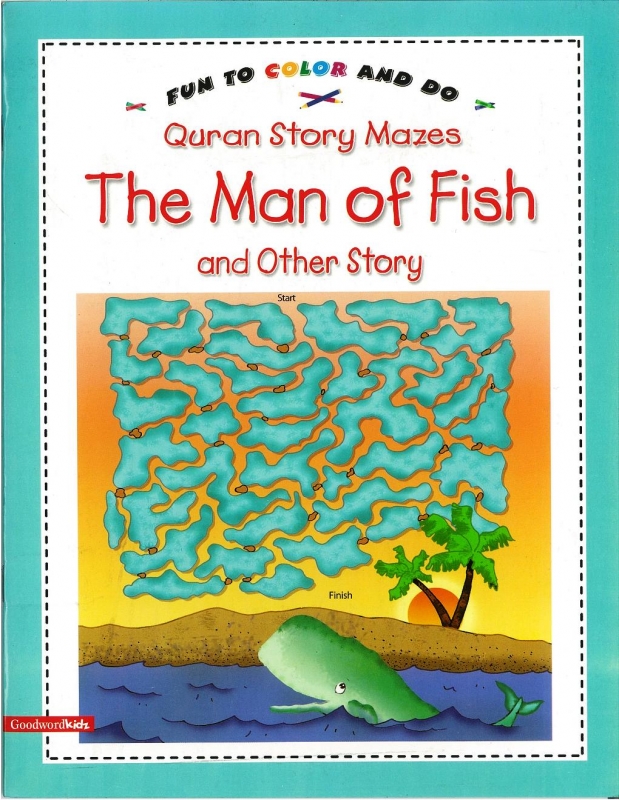 FUN TO COLOR AND DO
Quran Story Mazes
The Man of Fish
and Other Story
Start
Finish
Goodwordkidz